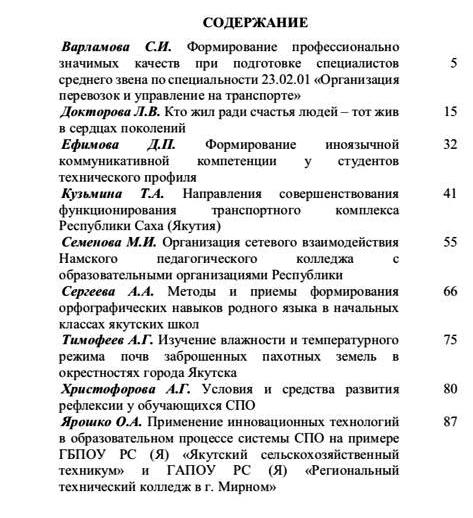 СОДЕРЖАНИЕ
Варламова С.И. Формирование профессионально
значимых качеств при подготовке специалистов 5
среднего звена по специальности 23.02.01 «Организация
перевозок и управление на транспорте»
Докторова Л.В. Кто жил ради счастья людей – тот жив 15
в сердцах поколений
Ефимова Д.П. Формирование иноязычной 32
коммуникативной компетенции у студентов
технического профиля
Кузьмина Т.А. Направления совершенствования 41
функционирования транспортного комплекса
Республики Саха (Якутия)
Семенова М.И. Организация сетевого взаимодействия 55
Намского педагогического колледжа с
образовательными организациями Республики
Сергеева А.А. Методы и приемы формирования 66
орфографических навыков родного языка в начальных
классах якутских школ
Тимофеев А.Г. Изучение влажности и температурного 75
режима почв заброшенных пахотных земель в
окрестностях города Якутска
Христофорова А.Г. Условия и средства развития 80
рефлексии у обучающихся СПО
Ярошко О.А. Применение инновационных технологий 87
в образовательном процессе системы СПО на примере
ГБПОУ РС (Я) «Якутский сельскохозяйственный
техникум» и ГАПОУ РС (Я) «Региональный
технический колледж в г. Мирном»